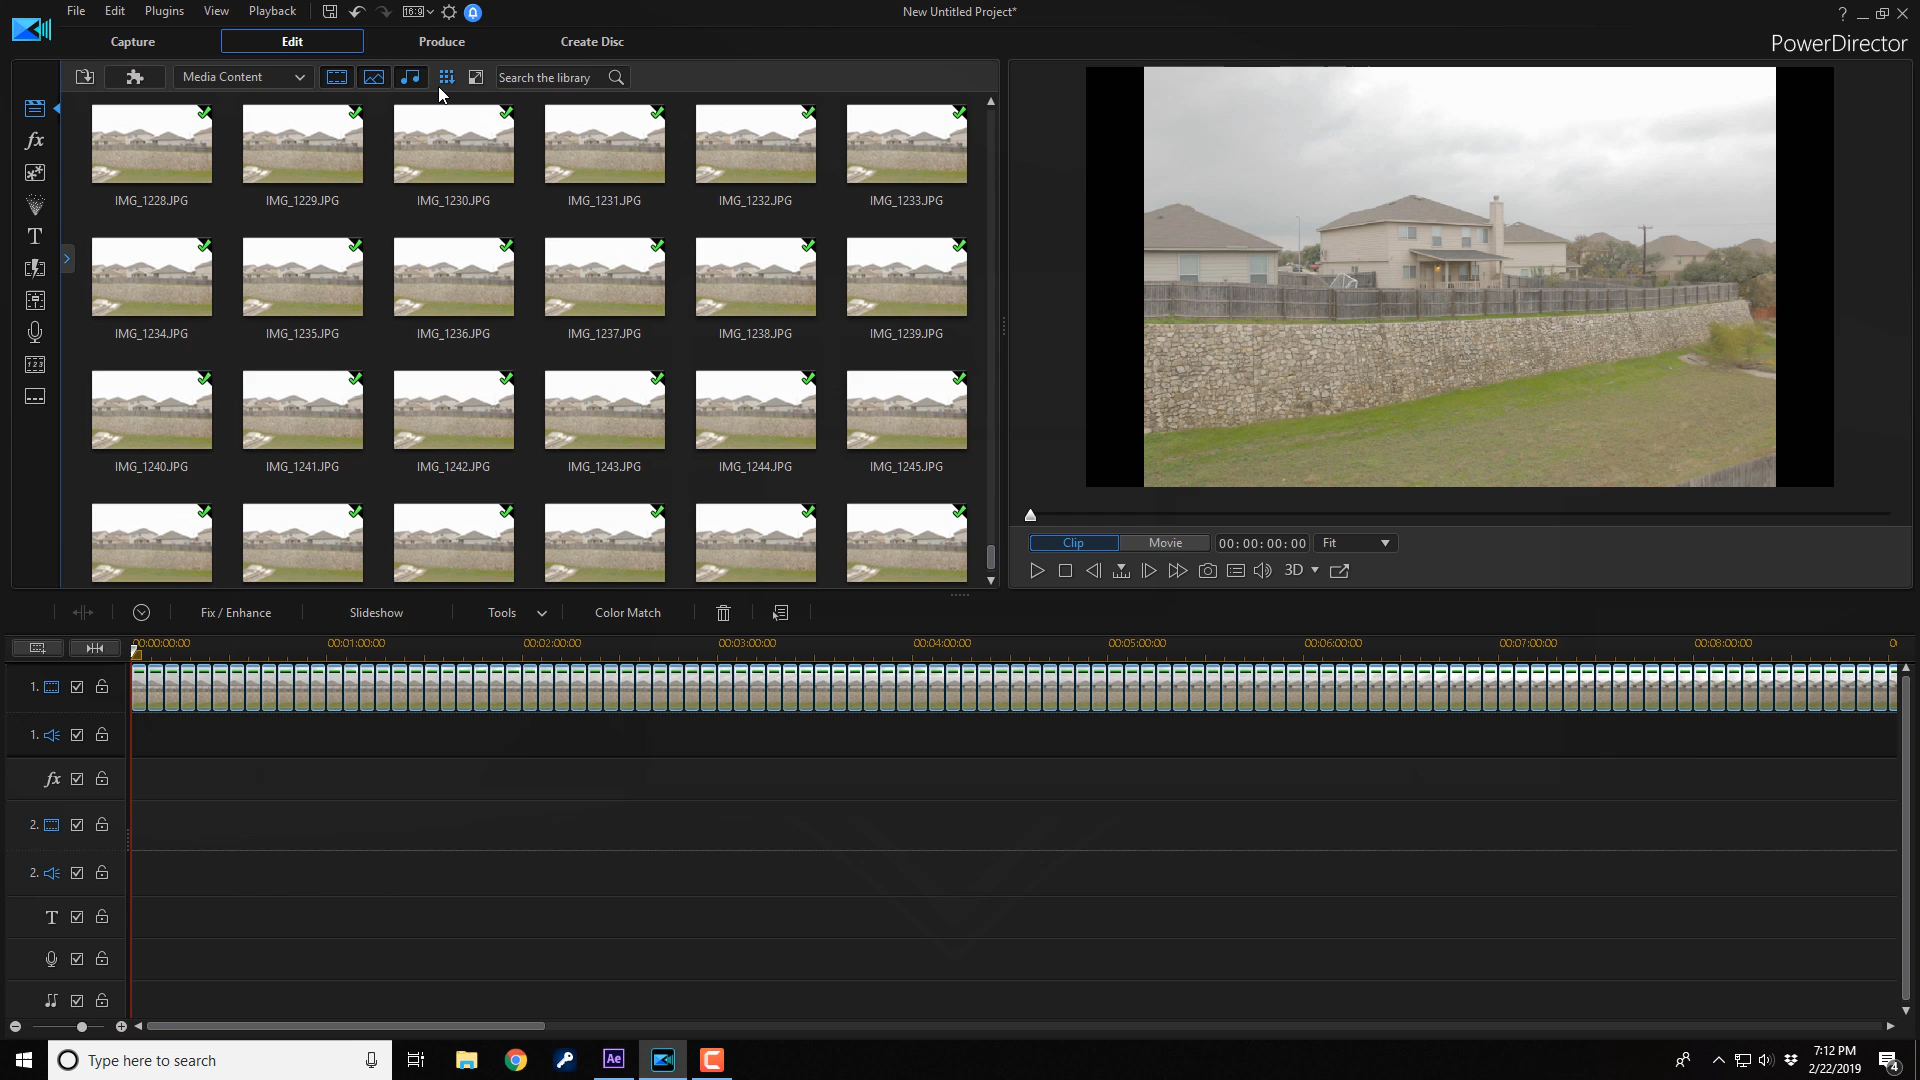 File Edit Plugins View Playback 16:9 New Untitled Project* ?
Capture Edit Produce Create Disc PowerDirector
Media Content Search the library
IMG_1228.JPG IMG_1229.JPG IMG_1230.JPG IMG_1231.JPG IMG_1232.JPG IMG_1233.JPG
fx
T
IMG_1234.JPG IMG_1235.JPG IMG_1236.JPG IMG_1237.JPG IMG_1238.JPG IMG_1239.JPG
IMG_1240.JPG IMG_1241.JPG IMG_1242.JPG IMG_1243.JPG IMG_1244.JPG IMG_1245.JPG
Clip Movie 00:00:00:00 Fit
3D
Fix / Enhance Slideshow Tools Color Match
00:00:00:00 00:01:00:00 00:02:00:00 00:03:00:00 00:04:00:00 00:05:00:00 00:06:00:00 00:07:00:00 00:08:00:00
1.
1.
fx
2.
2.
T
Type here to search Ae 7:12 PM
2/22/2019 4